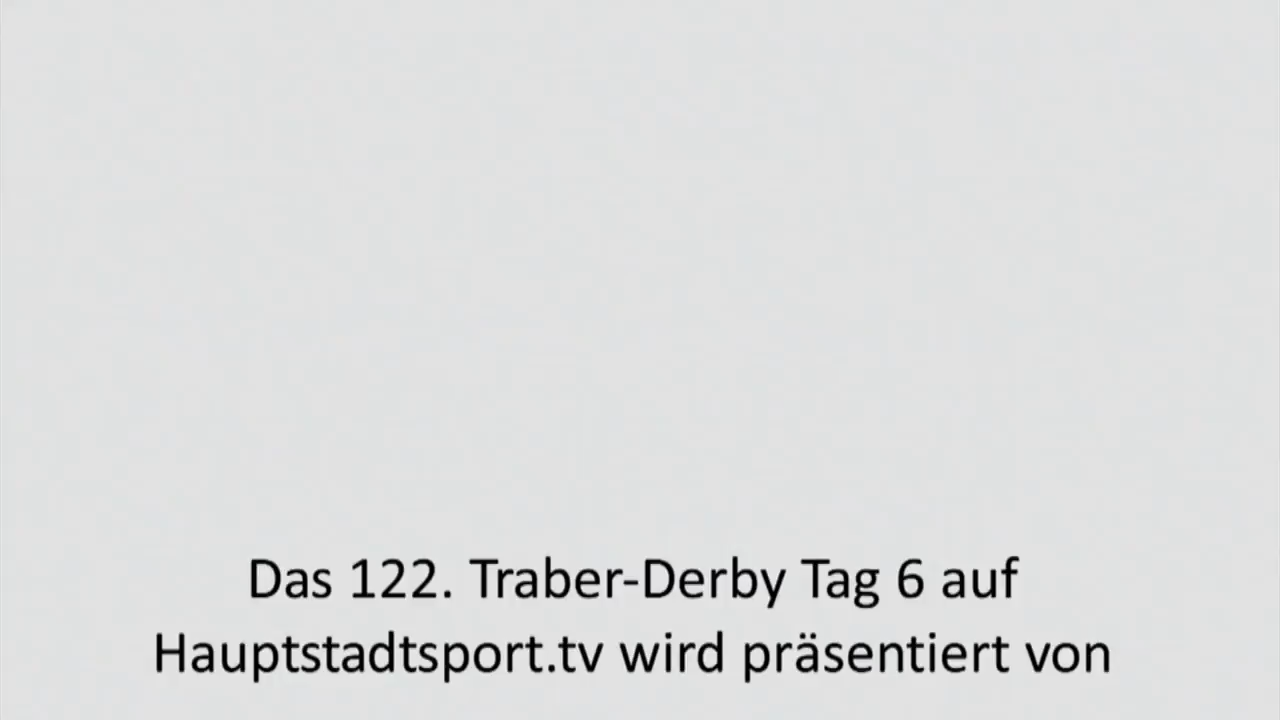 Das 122. Traber-Derby Tag 6 auf
Hauptstadtsport.tv wird präsentiert von